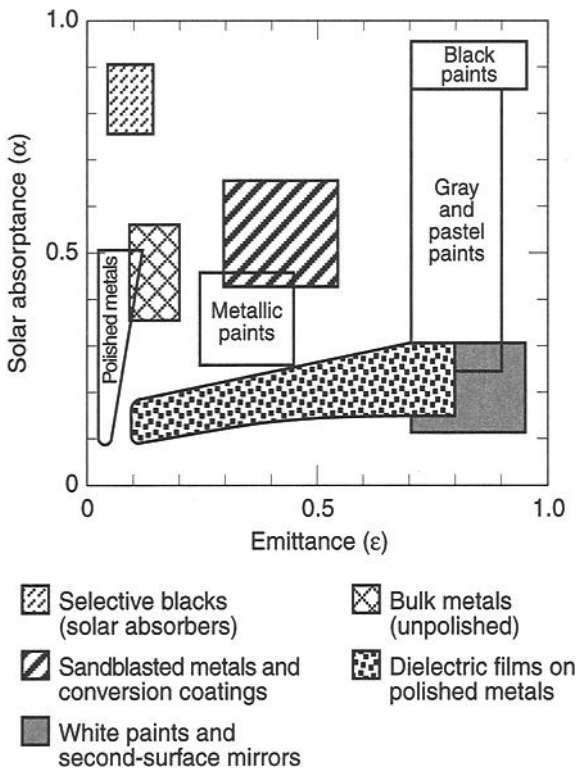 1.0
Black
paints
Solar absorptance (α)
Gray
and
pastel
paints
0.5
Polished metals
Metallic
paints
0
0
0.5
1.0
Emittance (ε)
Selective blacks
(solar absorbers)
Bulk metals
(unpolished)
Sandblasted metals and
conversion coatings
Dielectric films on
polished metals
White paints and
second-surface mirrors